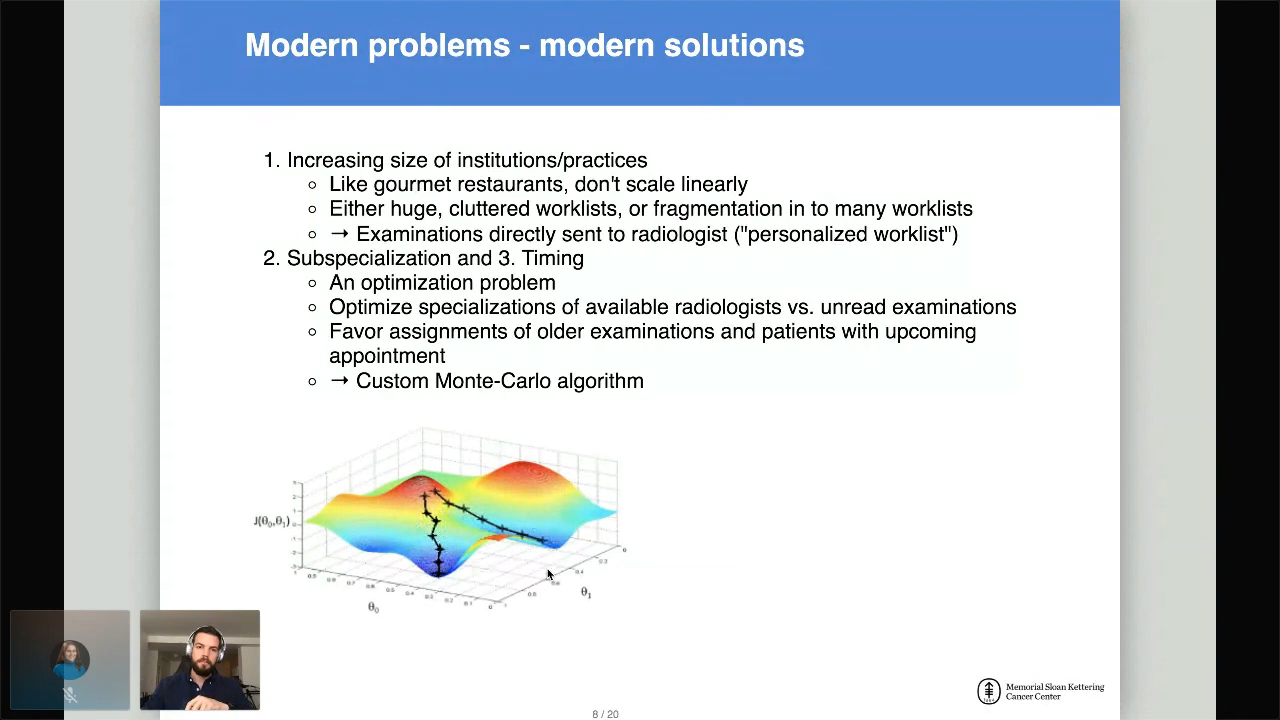 Modern problems - modern solutions
1. Increasing size of institutions/practices
Like gourmet restaurants, don't scale linearly
Either huge, cluttered worklists, or fragmentation in to many worklists
→ Examinations directly sent to radiologist ("personalized worklist")
2. Subspecialization and 3. Timing
An optimization problem
Optimize specializations of available radiologists vs. unread examinations
Favor assignments of older examinations and patients with upcoming
appointment
→ Custom Monte-Carlo algorithm
J(θ₀,θ₁)
θ₀
θ₁
Memorial Sloan Kettering
Cancer Center
8 / 20